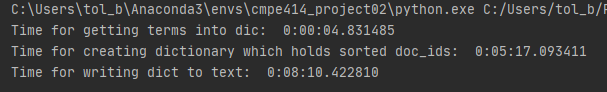 C:\Users\tol_b\Anaconda3\envs\cmpe414_project02\python.exe C:/Users/tol_b/
Time for getting terms into dic:  0:00:04.831485
Time for creating dictionary which holds sorted doc_ids:  0:05:17.093411
Time for writing dict to text:  0:08:10.422810